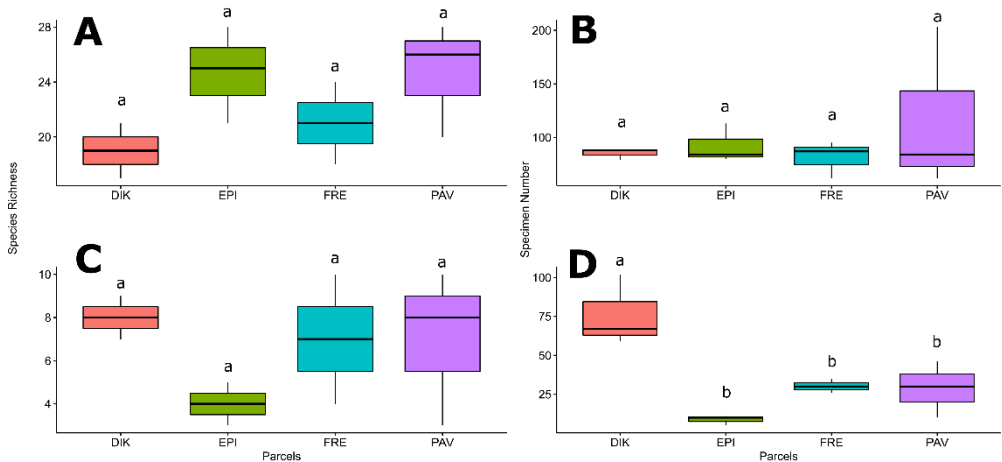 A
28
24
20
a
a
a
a
DIK
EPI
FRE
PAV
B
200
150
100
a
a
a
a
DIK
EPI
FRE
PAV
Species Richness
Specimen Number
C
10
8
6
4
a
a
a
a
DIK
EPI
FRE
PAV
Parcels
D
100
75
50
25
a
b
b
b
DIK
EPI
FRE
PAV
Parcels